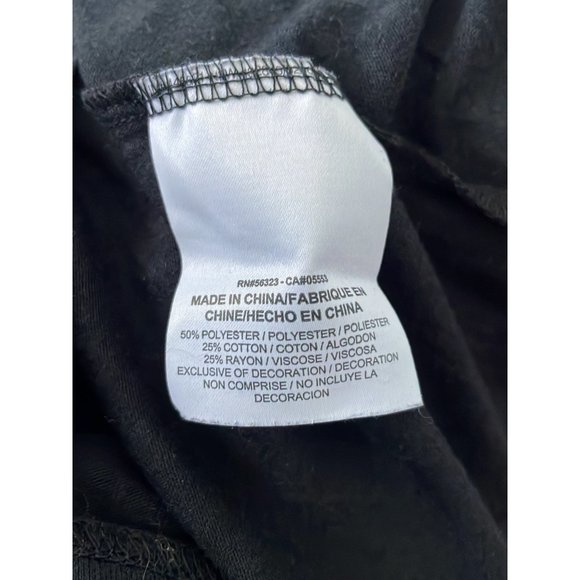 RN#56323 - CA#05553
MADE IN CHINA/FABRIQUE EN
CHINE/HECHO EN CHINA
50% POLYESTER / POLYESTER / POLIESTER
25% COTTON / COTON / ALGODON
25% RAYON / VISCOSE / VISCOSA
EXCLUSIVE OF DECORATION / DECORATION
NON COMPRISE / NO INCLUYE LA
DECORACION